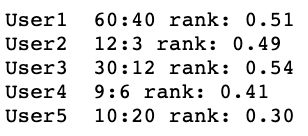 User1  60:40 rank: 0.51
User2  12:3 rank: 0.49
User3  30:12 rank: 0.54
User4  9:6 rank: 0.41
User5  10:20 rank: 0.30